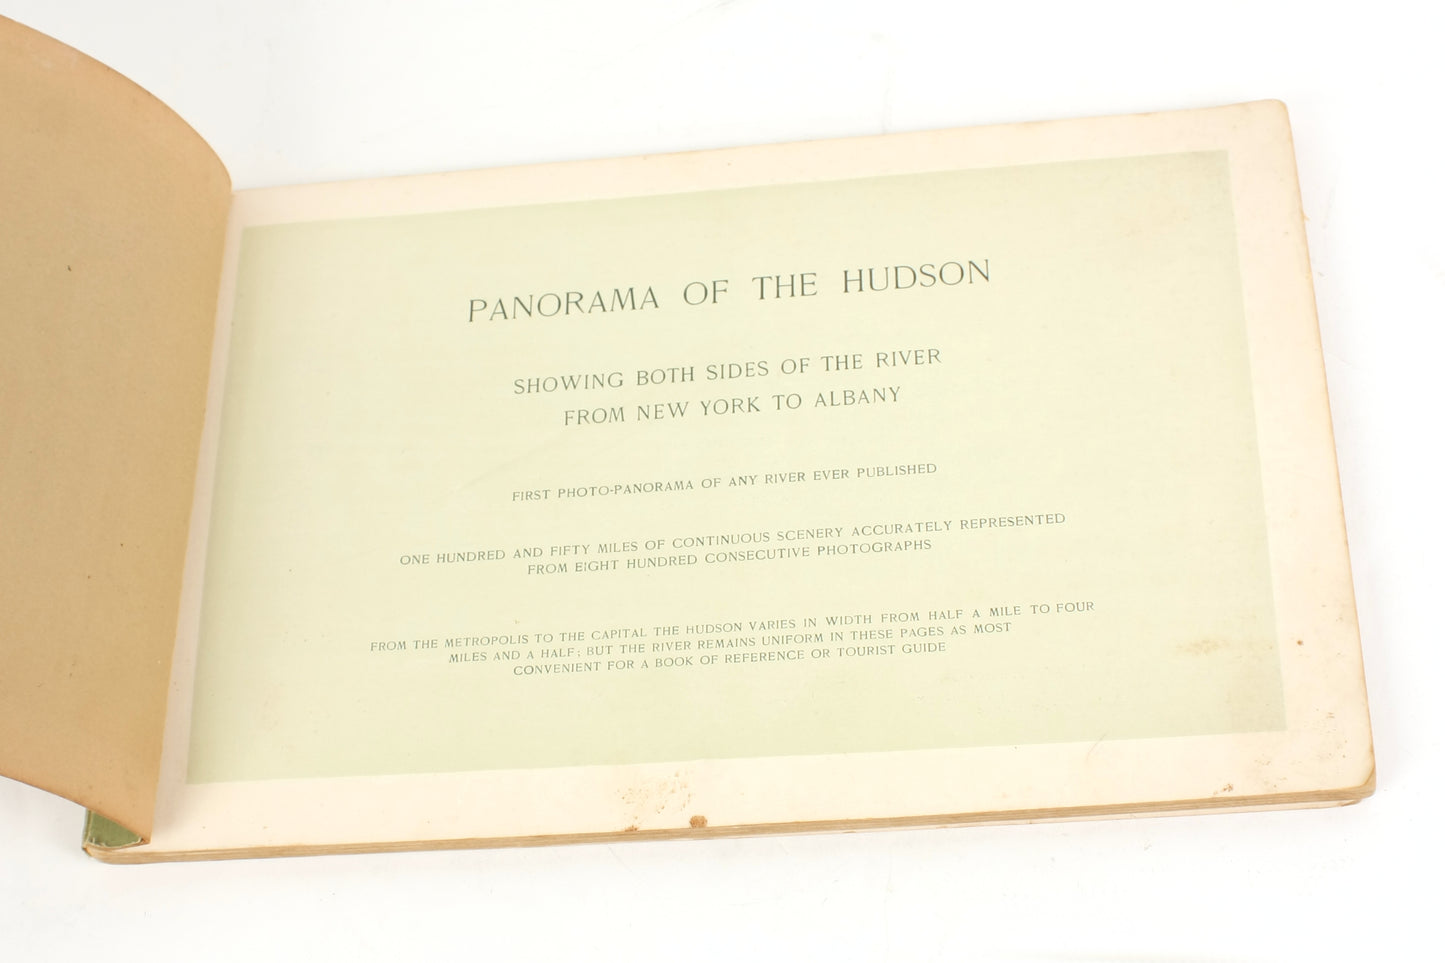 PANORAMA OF THE HUDSON
SHOWING BOTH SIDES OF THE RIVER
FROM NEW YORK TO ALBANY
FIRST PHOTO-PANORAMA OF ANY RIVER EVER PUBLISHED
ONE HUNDRED AND FIFTY MILES OF CONTINUOUS SCENERY ACCURATELY REPRESENTED
FROM EIGHT HUNDRED CONSECUTIVE PHOTOGRAPHS
FROM THE METROPOLIS TO THE CAPITAL THE HUDSON VARIES IN WIDTH FROM HALF A MILE TO FOUR
MILES AND A HALF; BUT THE RIVER REMAINS UNIFORM IN THESE PAGES AS MOST
CONVENIENT FOR A BOOK OF REFERENCE OR TOURIST GUIDE